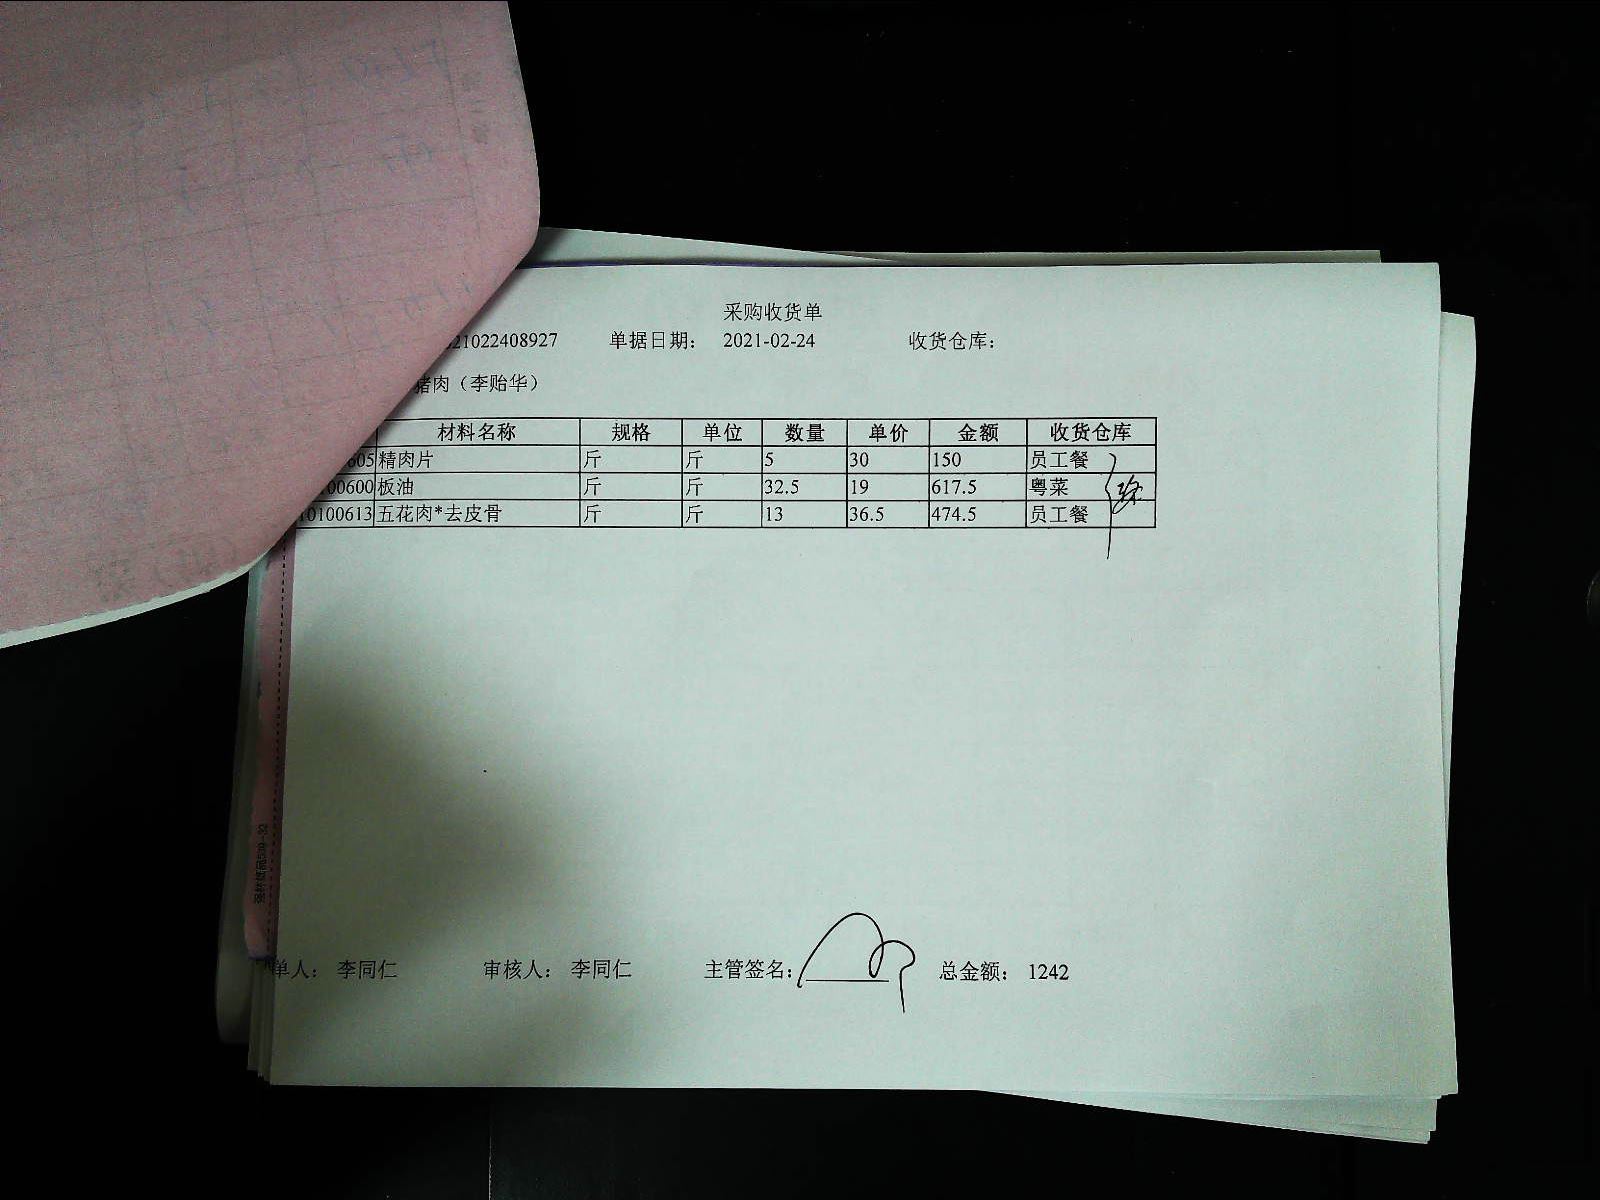 采购收货单
21022408927 单据日期： 2021-02-24 收货仓库：
猪肉（李贻华）
材料名称 规格 单位 数量 单价 金额 收货仓库
605 精肉片 斤 斤 5 30 150 员工餐
00600 板油 斤 斤 32.5 19 617.5 粤菜
10100613 五花肉*去皮骨 斤 斤 13 36.5 474.5 员工餐
单人： 李同仁 审核人： 李同仁 主管签名： 总金额： 1242